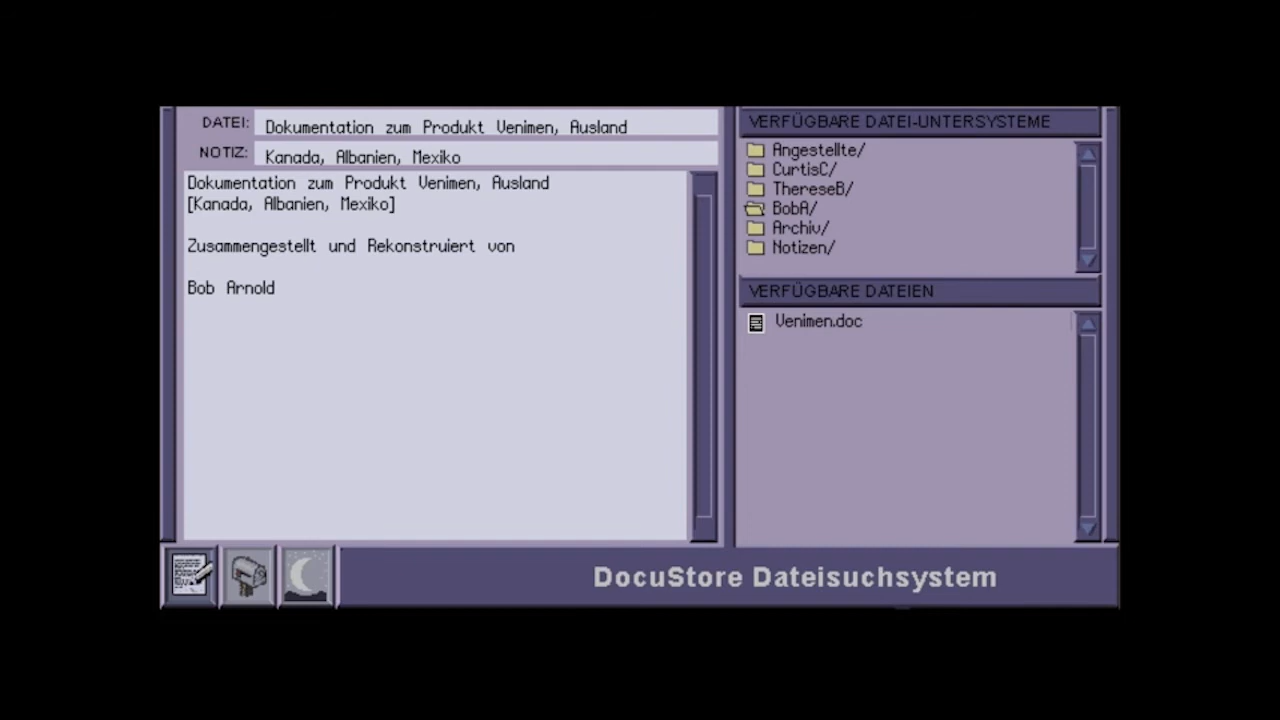 DATEI: Dokumentation zum Produkt Venimen, Ausland
NOTIZ: Kanada, Albanien, Mexiko
Dokumentation zum Produkt Venimen, Ausland
[Kanada, Albanien, Mexiko]
Zusammengestellt und Rekonstruiert von
Bob Arnold
VERFÜGBARE DATEI-UNTERSYSTEME
Angestellte/
CurtisC/
ThereseB/
BobA/
Archiv/
Notizen/
VERFÜGBARE DATEIEN
Venimen.doc
DocuStore Dateisuchsystem